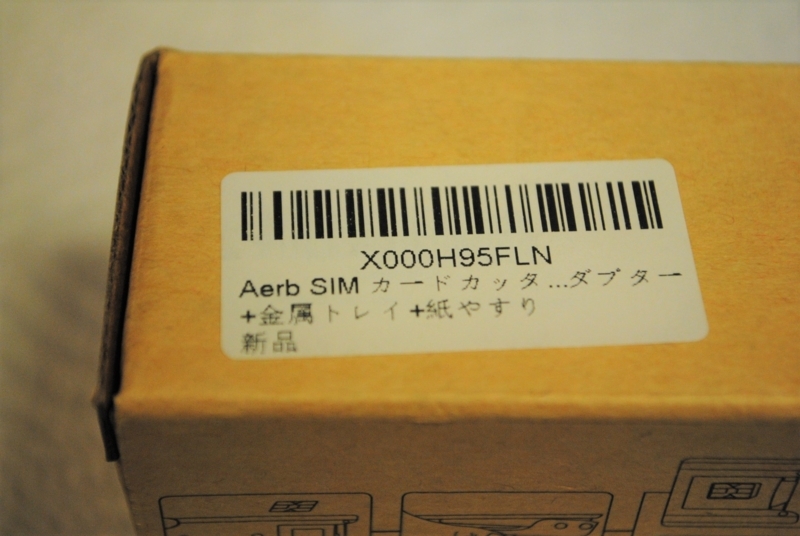 X000H95FLN
Aerb SIM カードカッタ...ダプター
+金属トレイ+紙やすり
新品